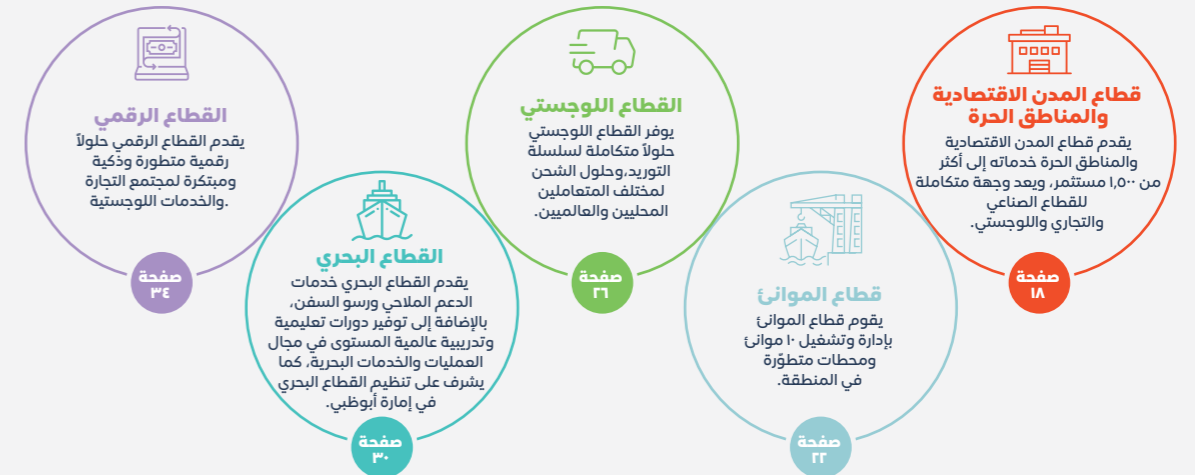 قطاع المدن الاقتصادية
والمناطق الحرة
يقدم قطاع المدن الاقتصادية
والمناطق الحرة خدماته إلى أكثر
من ١,٥٠٠ مستثمر، ويعد وجهة متكاملة
للقطاع الصناعي
والتجاري واللوجستي.
صفحة
١٨
قطاع الموانئ
يقوم قطاع الموانئ
بإدارة وتشغيل ١٠ موانئ
ومحطات متطوّرة
في المنطقة.
صفحة
٢٢
القطاع اللوجستي
يوفر القطاع اللوجستي
حلولاً متكاملة لسلسلة
التوريد،وحلول الشحن
لمختلف المتعاملين
المحليين والعالميين.
صفحة
٢٦
القطاع البحري
يقدم القطاع البحري خدمات
الدعم الملاحي ورسو السفن،
بالإضافة إلى توفير دورات تعليمية
وتدريبية عالمية المستوى في مجال
العمليات والخدمات البحرية، كما
يشرف على تنظيم القطاع البحري
في إمارة أبوظبي.
صفحة
٣٠
القطاع الرقمي
يقدم القطاع الرقمي حلولاً
رقمية متطورة وذكية
ومبتكرة لمجتمع التجارة
.والخدمات اللوجستية
صفحة
٣٤